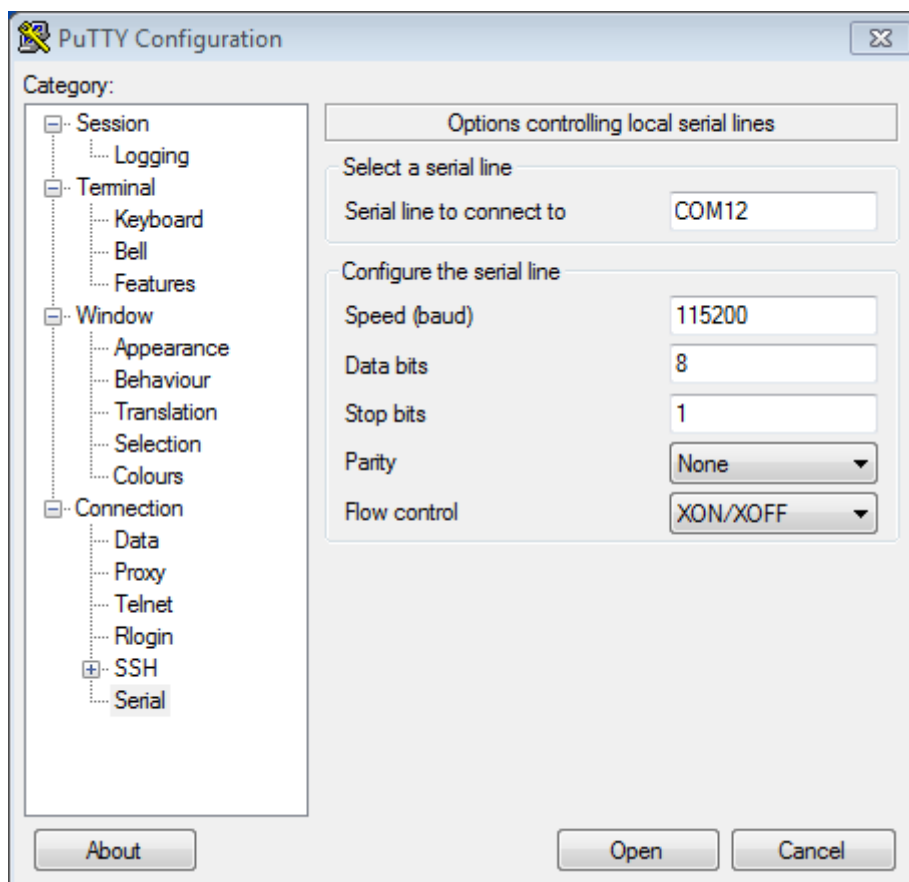 PuTTY Configuration
Category:
Session
Logging
Terminal
Keyboard
Bell
Features
Window
Appearance
Behaviour
Translation
Selection
Colours
Connection
Data
Proxy
Telnet
Rlogin
SSH
Serial
Options controlling local serial lines
Select a serial line
Serial line to connect to COM12
Configure the serial line
Speed (baud) 115200
Data bits 8
Stop bits 1
Parity None
Flow control XON/XOFF
About Open Cancel